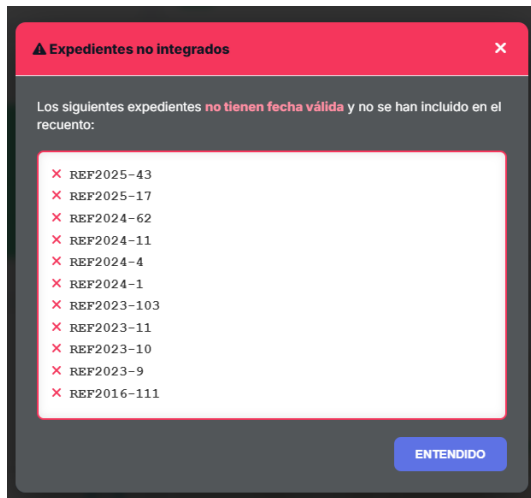 Expedientes no integrados
Los siguientes expedientes no tienen fecha válida y no se han incluido en el
recuento:
REF2025-43
REF2025-17
REF2024-62
REF2024-11
REF2024-4
REF2024-1
REF2023-103
REF2023-11
REF2023-10
REF2023-9
REF2016-111
ENTENDIDO